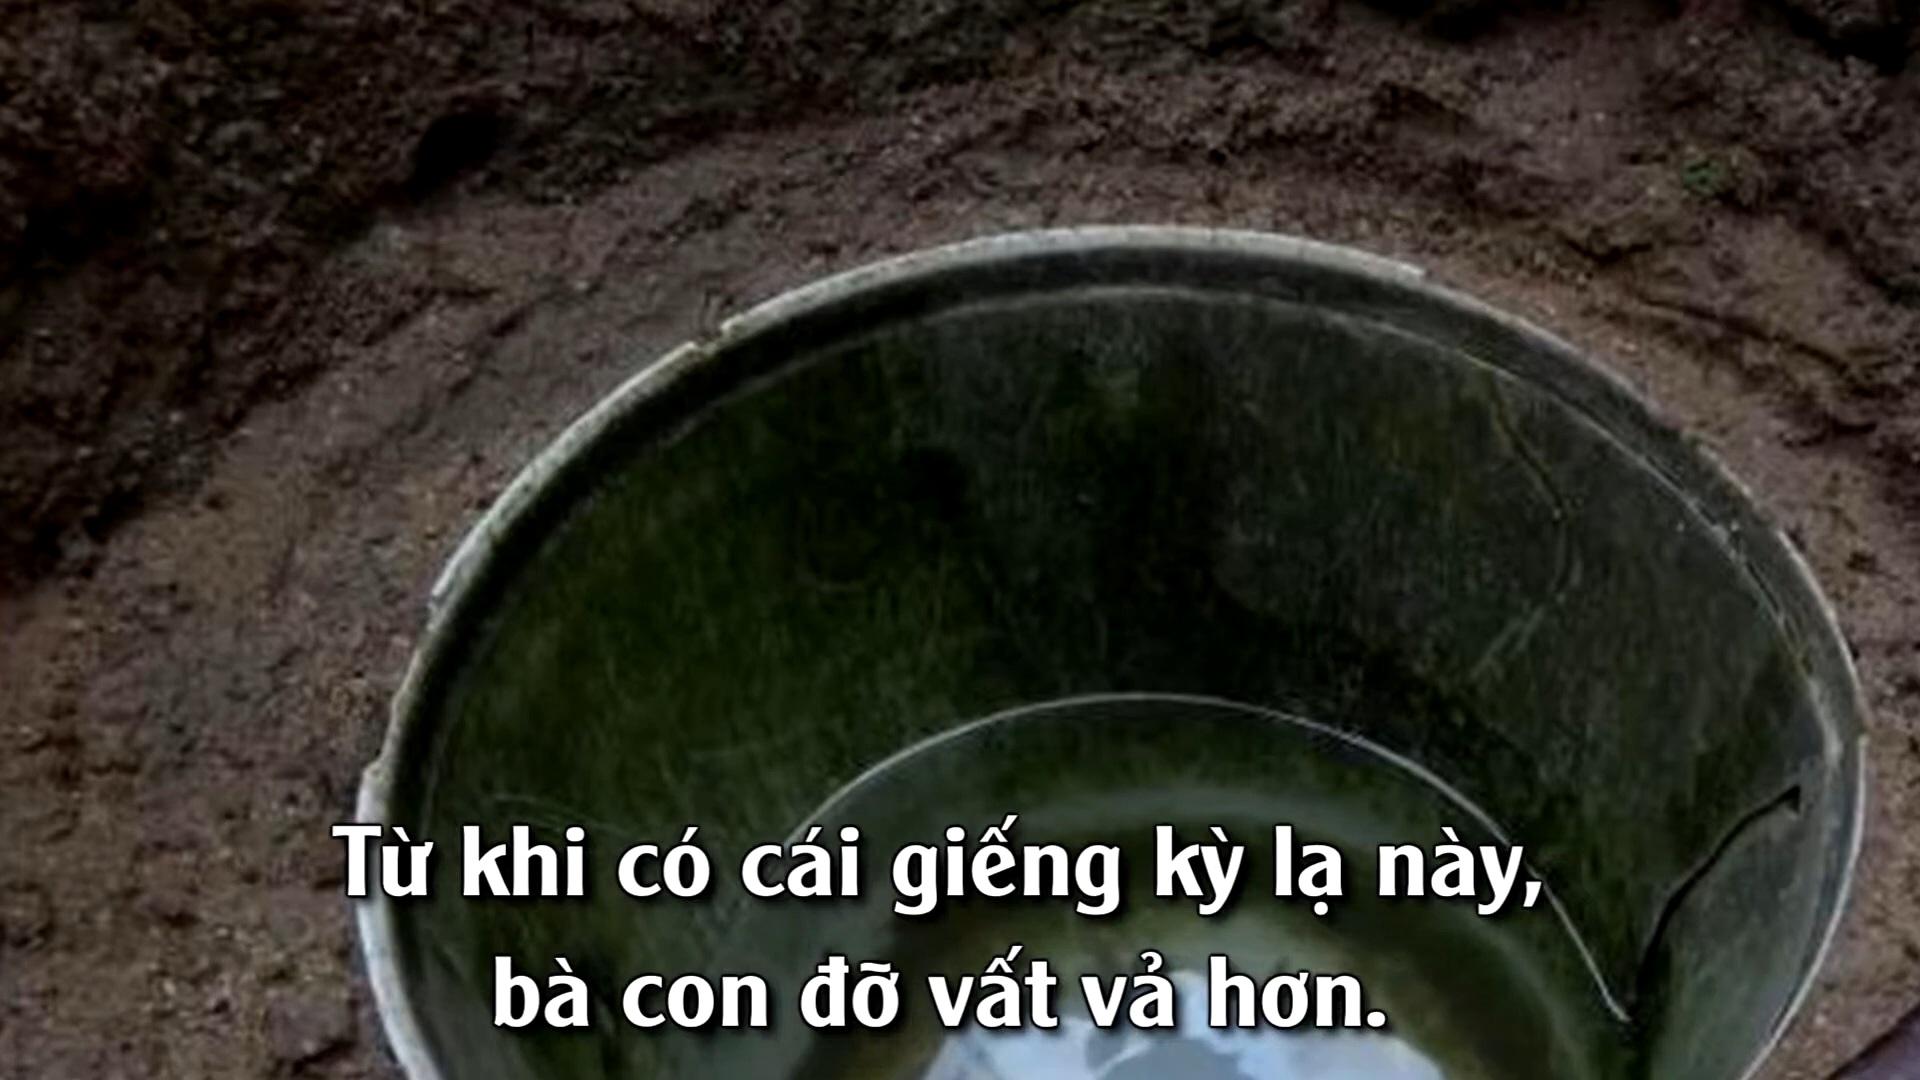 Từ khi có cái giếng kỳ lạ này,
bà con đỡ vất vả hơn.